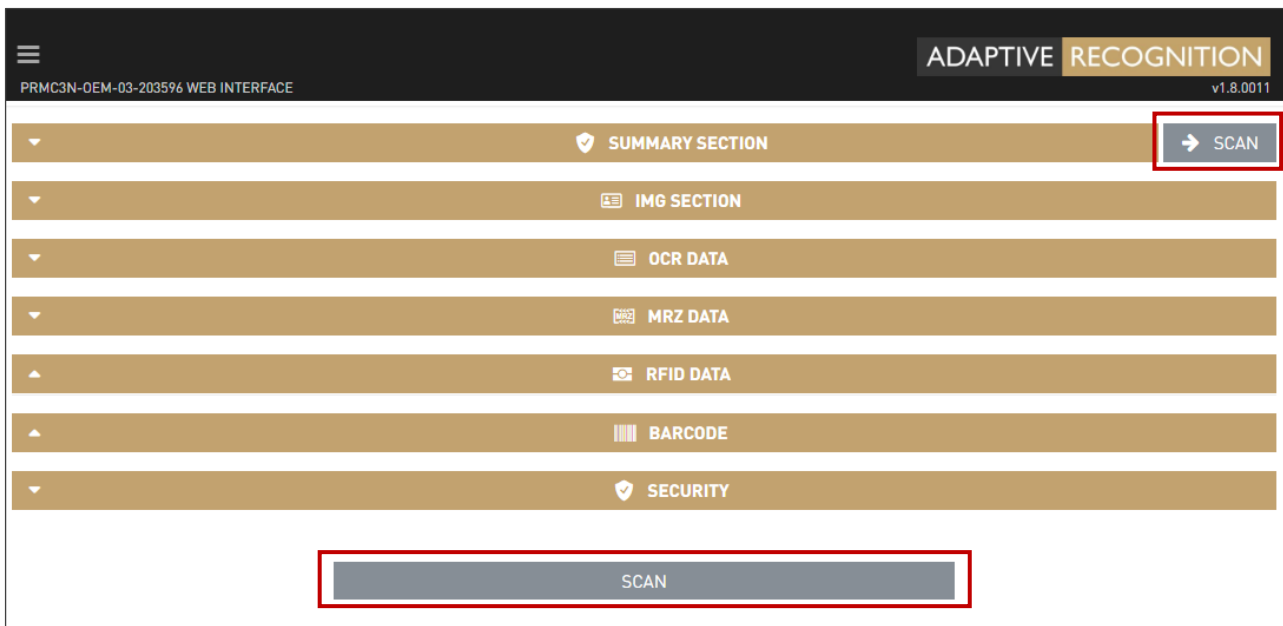 ADAPTIVE RECOGNITION
PRMC3N-OEM-03-203596 WEB INTERFACE
v1.8.0011
SUMMARY SECTION
SCAN
IMG SECTION
OCR DATA
MRZ
MRZ DATA
RFID DATA
BARCODE
SECURITY
SCAN